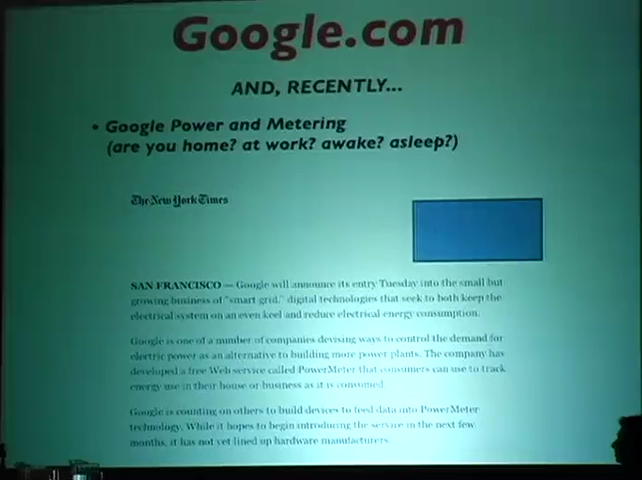 Google.com
AND, RECENTLY...
• Google Power and Metering
(are you home? at work? awake? asleep?)
The New York Times
SAN FRANCISCO — Google will announce its entry Tuesday into the small but
growing business of "smart grid," digital technologies that seek to both keep the
electrical system on an even keel and reduce electrical energy consumption.
Google is one of a number of companies devising ways to control the demand for
electric power as an alternative to building more power plants. The company has
developed a free Web service called PowerMeter that consumers can use to track
energy use in their house or business as it is consumed.
Google is counting on others to build devices to feed data into PowerMeter
technology. While it hopes to begin introducing the service in the next few
months, it has not yet lined up hardware manufacturers.